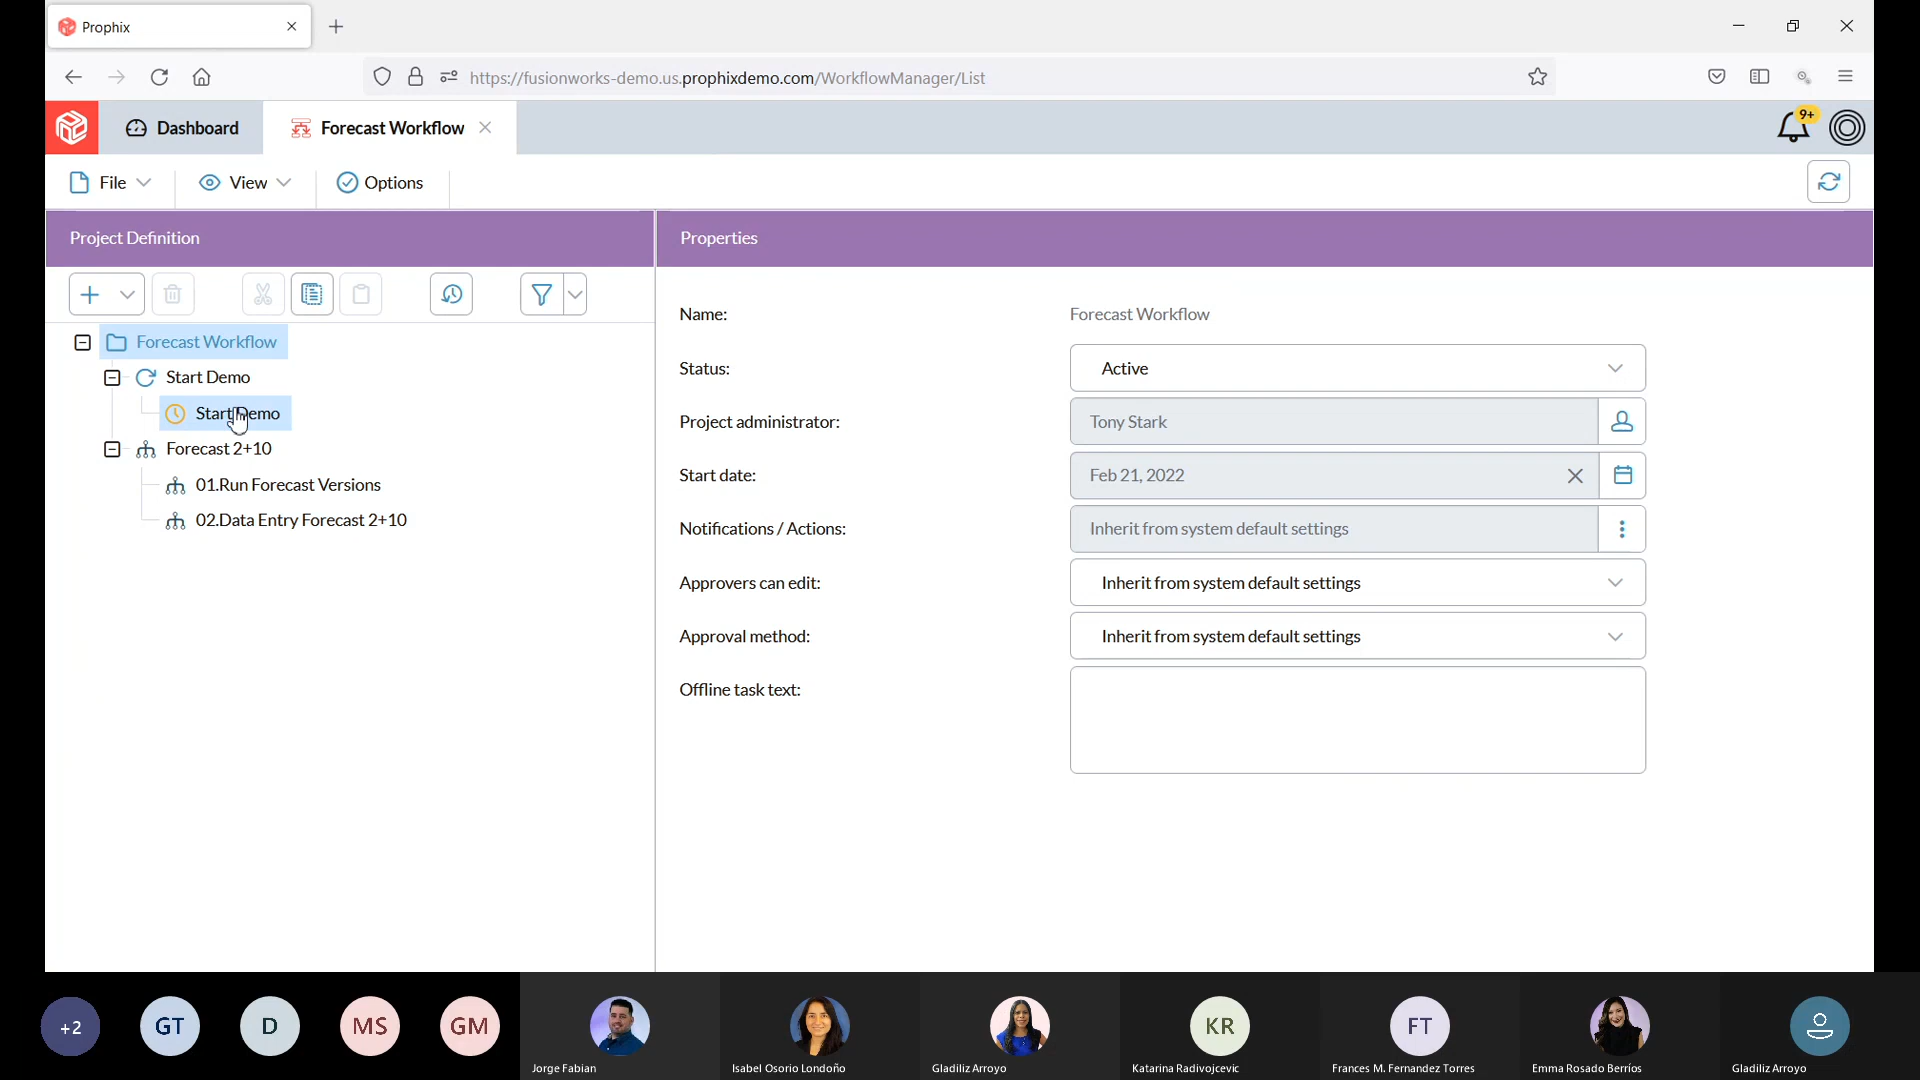 Prophix
https://fusionworks-demo.us.prophixdemo.com/WorkflowManager/List
Dashboard
Forecast Workflow
9+
File
View
Options
Project Definition
Properties
Forecast Workflow
Start Demo
Start Demo
Forecast 2+10
01.Run Forecast Versions
02.Data Entry Forecast 2+10
Name:
Forecast Workflow
Status:
Active
Project administrator:
Tony Stark
Start date:
Feb 21, 2022
Notifications / Actions:
Inherit from system default settings
Approvers can edit:
Inherit from system default settings
Approval method:
Inherit from system default settings
Offline task text:
+2
GT
D
MS
GM
KR
FT
Jorge Fabian
Isabel Osorio Londoño
Gladiliz Arroyo
Katarina Radivojcevic
Frances M. Fernandez Torres
Emma Rosado Berríos
Gladiliz Arroyo